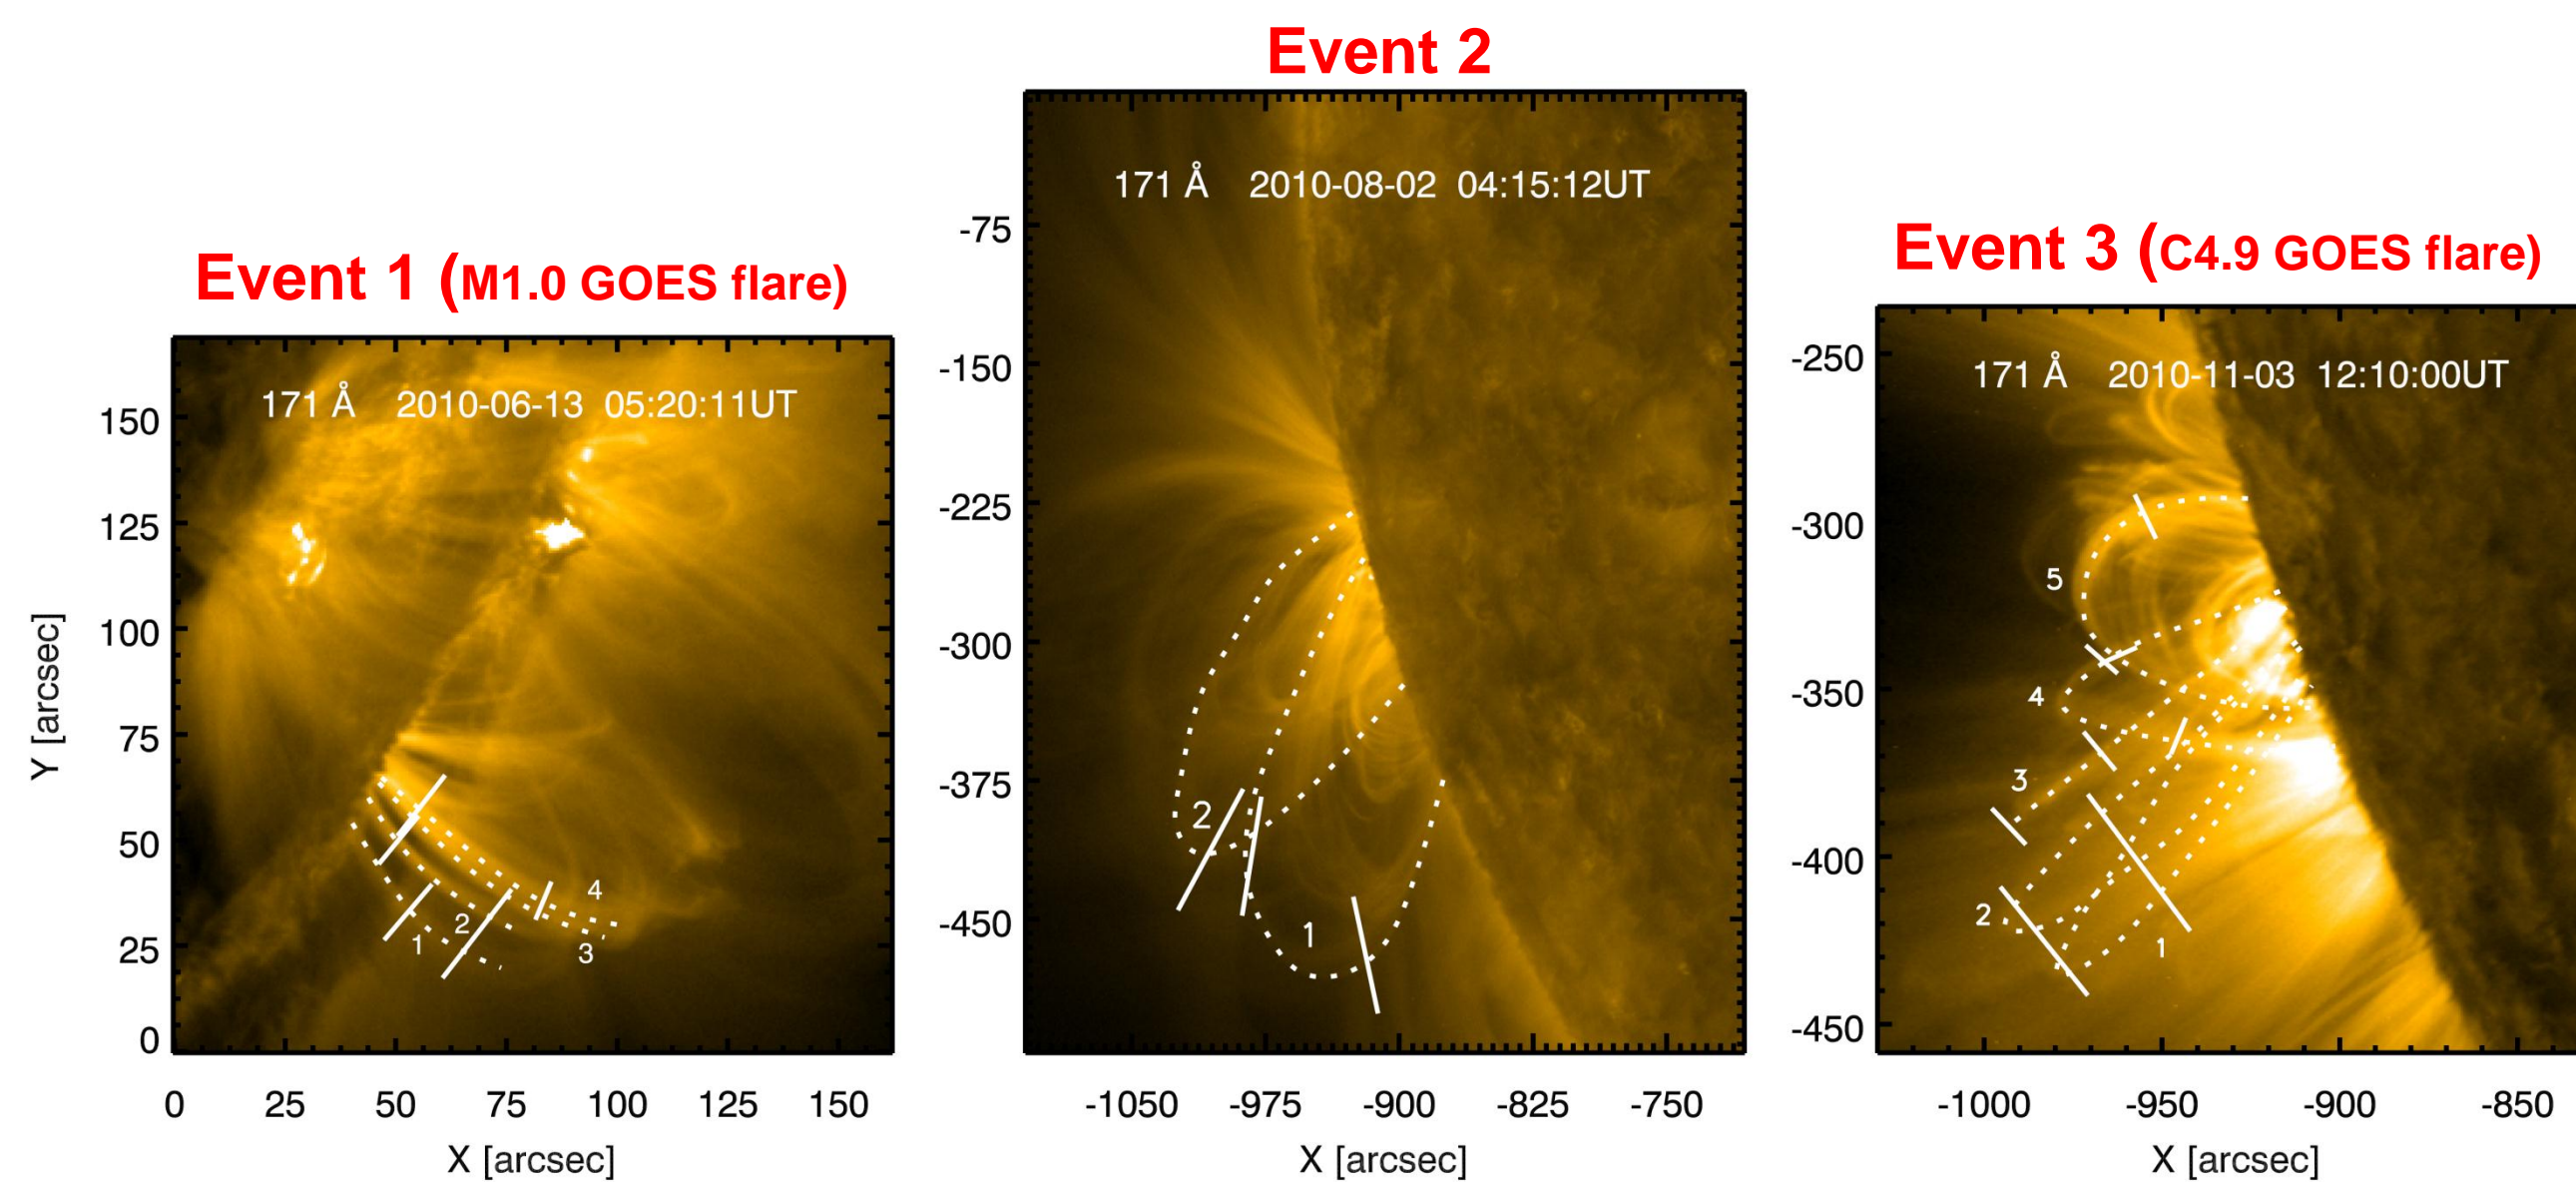 Event 1 (M1.0 GOES flare)
171 Å 2010-06-13 05:20:11UT
150
125
100
75
50
25
0
Y [arcsec]
1
2
3
4
0 25 50 75 100 125 150
X [arcsec]
Event 2
171 Å 2010-08-02 04:15:12UT
-75
-150
-225
-300
-375
-450
2
1
-1050 -975 -900 -825 -750
X [arcsec]
Event 3 (C4.9 GOES flare)
171 Å 2010-11-03 12:10:00UT
-250
-300
-350
-400
-450
5
4
3
2
1
-1000 -950 -900 -850
X [arcsec]